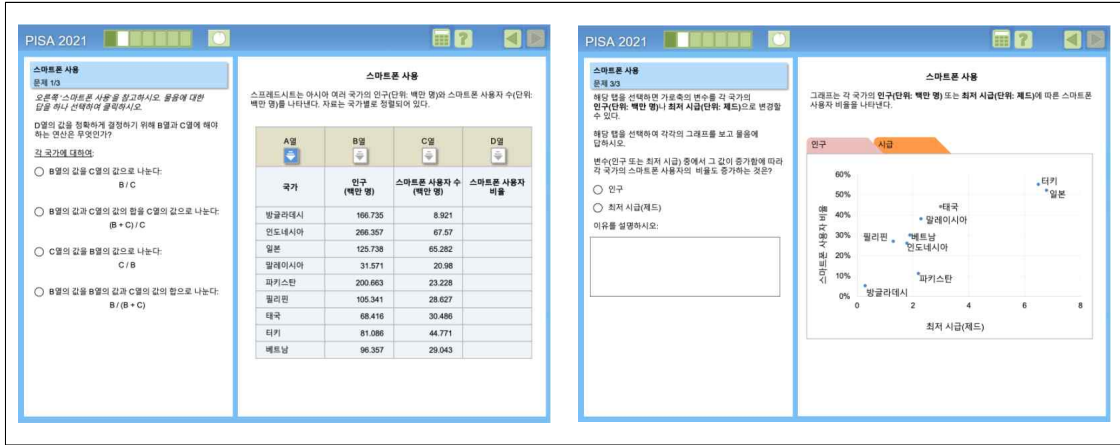 PISA 2021
스마트폰 사용
문제 1/3
오른쪽 '스마트폰 사용'을 참고하시오. 물음에 대한
답을 하나 선택하여 클릭하시오.
D열의 값을 정확하게 결정하기 위해 B열과 C열에 해야
하는 연산은 무엇인가?
각 국가에 대하여:
B열의 값을 C열의 값으로 나눈다:
B / C
B열의 값과 C열의 값의 합을 C열의 값으로 나눈다:
(B + C) / C
C열의 값을 B열의 값으로 나눈다:
C / B
B열의 값을 B열의 값과 C열의 값의 합으로 나눈다:
B / (B + C)
스마트폰 사용
스프레드시트는 아시아 여러 국가의 인구(단위: 백만 명)와 스마트폰 사용자 수(단위:
백만 명)를 나타낸다. 자료는 국가별로 정렬되어 있다.
A열 B열 C열 D열
국가 인구 (백만 명) 스마트폰 사용자 수 (백만 명) 스마트폰 사용자 비율
방글라데시 166.735 8.921
인도네시아 266.357 67.57
일본 125.738 65.282
말레이시아 31.571 20.98
파키스탄 200.663 23.228
필리핀 105.341 28.627
태국 68.416 30.486
터키 81.086 44.771
베트남 96.357 29.043
PISA 2021
스마트폰 사용
문제 3/3
해당 탭을 선택하면 가로축의 변수를 각 국가의
인구(단위: 백만 명)나 최저 시급(단위: 제드)으로 변경할
수 있다.
해당 탭을 선택하여 각각의 그래프를 보고 물음에
답하시오.
변수(인구 또는 최저 시급) 중에서 그 값이 증가함에 따라
각 국가의 스마트폰 사용자의 비율도 증가하는 것은?
인구
최저 시급(제드)
이유를 설명하시오:
스마트폰 사용
그래프는 각 국가의 인구(단위: 백만 명) 또는 최저 시급(단위: 제드)에 따른 스마트폰
사용자 비율을 나타낸다.
인구 시급
스마트폰 사용자 비율
60%
50%
40%
30%
20%
10%
0%
터키
일본
태국
말레이시아
필리핀
베트남
인도네시아
파키스탄
방글라데시
0 2 4 6 8
최저 시급(제드)